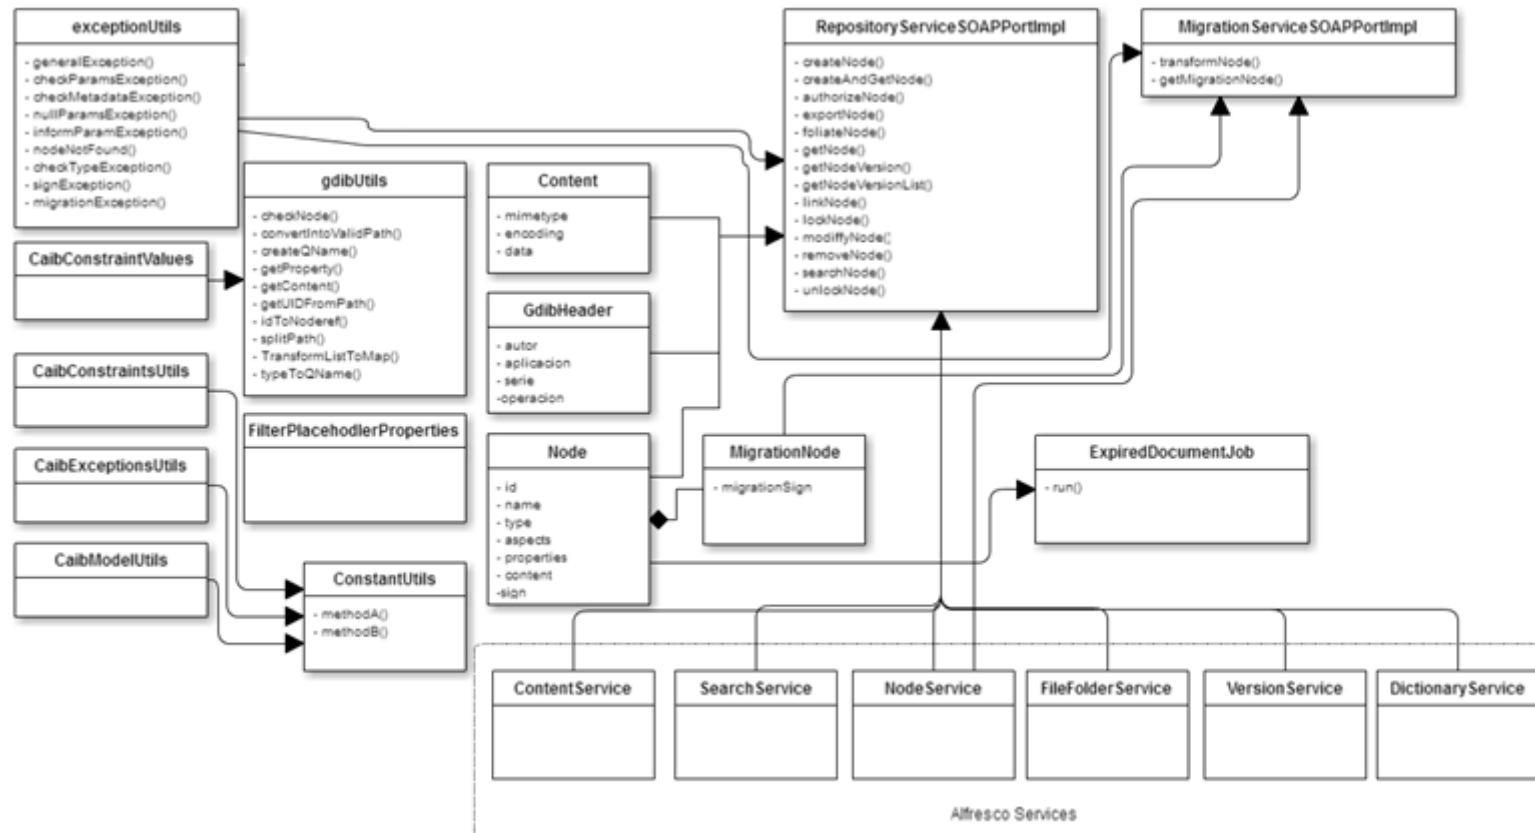 exceptionUtils
- generalException()
- checkParamsException()
- checkMetadataException()
- nullParamsException()
- informParamException()
- nodeNotFound()
- checkTypeException()
- signException()
- migrationException()
CaibConstraintValues
CaibConstraintsUtils
CaibExceptionsUtils
CaibModelUtils
gdibUtils
- checkNode()
- convertIntoValidPath()
- createQName()
- getProperty()
- getContent()
- getUIDFromPath()
- idToNoderef()
- splitPath()
- TransformListToMap()
- typeToQName()
FilterPlacehodlerProperties
ConstantUtils
- methodA()
- methodB()
Content
- mimetype
- encoding
- data
GdibHeader
- autor
- aplicacion
- serie
-operacion
Node
- id
- name
- type
- aspects
- properties
- content
-sign
MigrationNode
- migrationSign
RepositoryServiceSOAPPortImpl
- createNode()
- createAndGetNode()
- authorizeNode()
- exportNode()
- foliateNode()
- getNode()
- getNodeVersion()
- getNodeVersionList()
- linkNode()
- lockNode()
- modiffyNode()
- removeNode()
- searchNode()
- unlockNode()
MigrationServiceSOAPPortImpl
- transformNode()
- getMigrationNode()
ExpiredDocumentJob
- run()
ContentService
SearchService
NodeService
FileFolderService
VersionService
DictionaryService
Alfresco Services